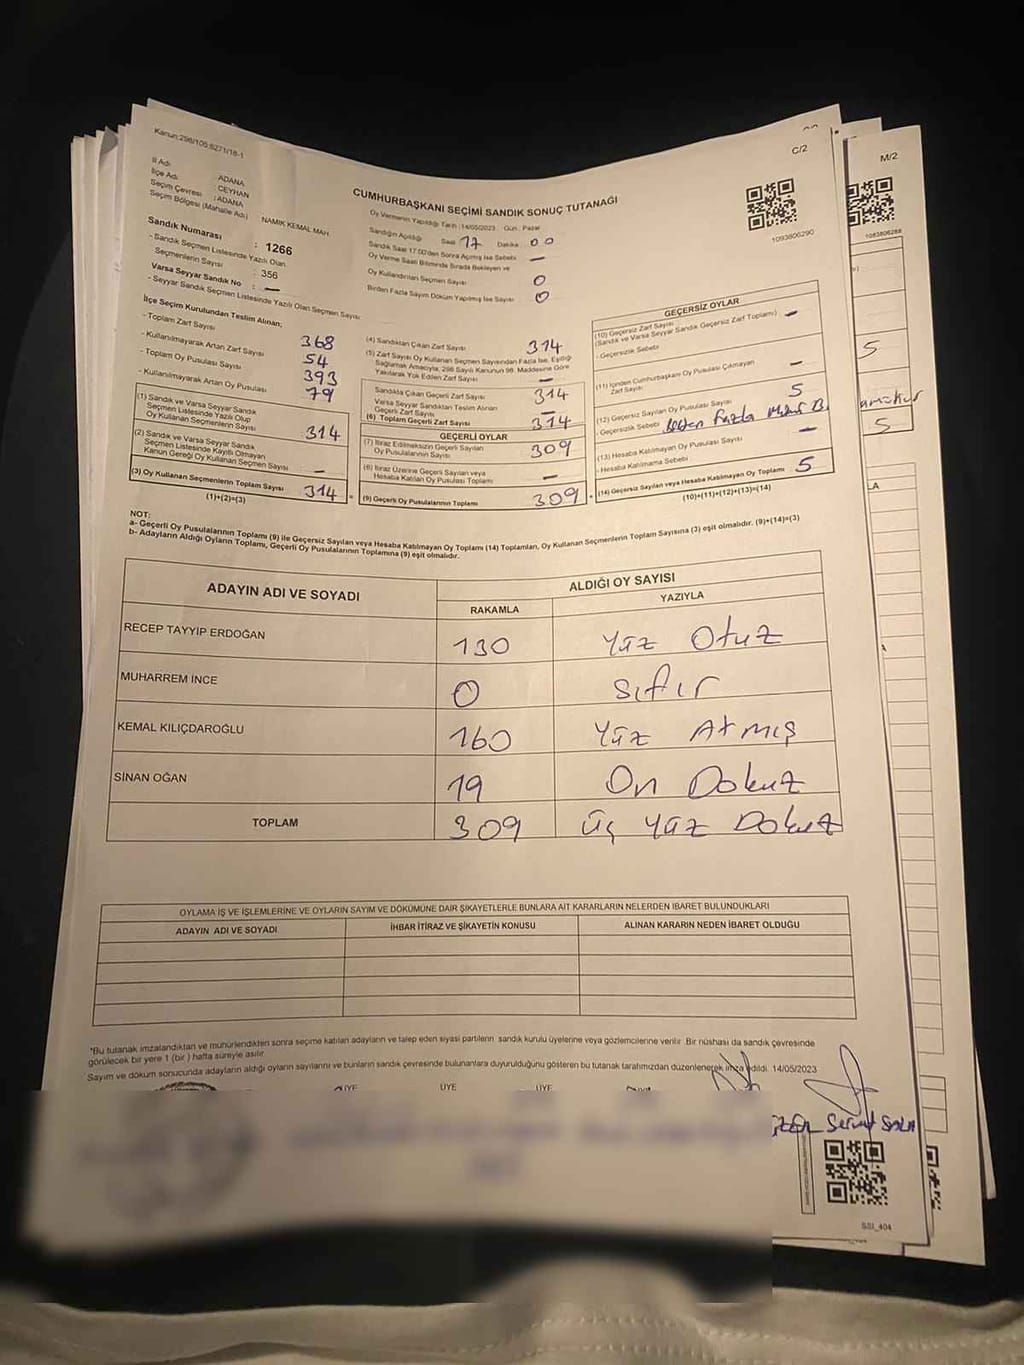 Kanun:298/105,6271/18-1
C/2
M/2
İl Adı : ADANA
İlçe Adı : CEYHAN
Seçim Çevresi : ADANA
Seçim Bölgesi (Mahalle Adı) NAMIK KEMAL MAH.
CUMHURBAŞKANI SEÇİMİ SANDIK SONUÇ TUTANAĞI
Oy Vermenin Yapıldığı Tarih :14/05/2023 Gün : Pazar
Sandığın Açıldığı Saat 17 Dakika 00
Sandık Saat 17:00'den Sonra Açılmış İse Sebebi —
Oy Verme Saati Bitiminde Sırada Bekleyen ve
Oy Kullandırılan Seçmen Sayısı 0
Birden Fazla Sayım Döküm Yapılmış İse Sayısı 0
1093806290
1093806288
Sandık Numarası : 1266
- Sandık Seçmen Listesinde Yazılı Olan
Seçmenlerin Sayısı : 356
Varsa Seyyar Sandık No : —
- Seyyar Sandık Seçmen Listesinde Yazılı Olan Seçmen Sayısı
İlçe Seçim Kurulundan Teslim Alınan;
- Toplam Zarf Sayısı 368
- Kullanılmayarak Artan Zarf Sayısı 54
- Toplam Oy Pusulası Sayısı 393
- Kullanılmayarak Artan Oy Pusulası 79
(1) Sandık ve Varsa Seyyar Sandık
Seçmen Listesinde Yazılı Olup
Oy Kullanan Seçmenlerin Sayısı 314
(2) Sandık ve Varsa Seyyar Sandık
Seçmen Listesinde Kayıtlı Olmayan
Kanun Gereği Oy Kullanan Seçmen Sayısı —
(3) Oy Kullanan Seçmenlerin Toplam Sayısı 314
(1)+(2)=(3)
(4) Sandıktan Çıkan Zarf Sayısı 314
(5) Zarf Sayısı Oy Kullanan Seçmen Sayısından Fazla İse, Eşitliği
Sağlamak Amacıyla, 298 Sayılı Kanunun 98. Maddesine Göre
Yakılarak Yok Edilen Zarf Sayısı —
Sandıkta Çıkan Geçerli Zarf Sayısı 314
Varsa Seyyar Sandıktan Teslim Alınan
Geçerli Zarf Sayısı —
(6) Toplam Geçerli Zarf Sayısı 314
GEÇERLİ OYLAR
(7) İtiraz Edilmeksizin Geçerli Sayılan
Oy Pusulalarının Sayısı 309
(8) İtiraz Üzerine Geçerli Sayılan veya
Hesaba Katılan Oy Pusulası Toplamı —
(9) Geçerli Oy Pusulalarının Toplamı 309
GEÇERSİZ OYLAR
(10) Geçersiz Zarf Sayısı
(Sandık ve Varsa Seyyar Sandık Geçersiz Zarf Toplamı) —
- Geçersizlik Sebebi
(11) İçinden Cumhurbaşkanı Oy Pusulası Çıkmayan
Zarf Sayısı —
(12) Geçersiz Sayılan Oy Pusulası Sayısı 5
- Geçersizlik Sebebi Birden Fazla Mühür
(13) Hesaba Katılmayan Oy Pusulası Sayısı —
- Hesaba Katılmama Sebebi
(14) Geçersiz Sayılan veya Hesaba Katılmayan Oy Toplamı 5
(10)+(11)+(12)+(13)=(14)
5
5
NOT:
a- Geçerli Oy Pusulalarının Toplamı (9) ile Geçersiz Sayılan veya Hesaba Katılmayan Oy Toplamı (14) Toplamları, Oy Kullanan Seçmenlerin Toplam Sayısına (3) eşit olmalıdır. (9)+(14)=(3)
b- Adayların Aldığı Oyların Toplamı, Geçerli Oy Pusulalarının Toplamına (9) eşit olmalıdır.
ADAYIN ADI VE SOYADI
ALDIĞI OY SAYISI
RAKAMLA YAZIYLA
RECEP TAYYİP ERDOĞAN 130 Yüz Otuz
MUHARREM İNCE 0 Sıfır
KEMAL KILIÇDAROĞLU 160 Yüz Atmış
SİNAN OĞAN 19 On Dokuz
TOPLAM 309 Üç Yüz Dokuz
OYLAMA İŞ VE İŞLEMLERİNE VE OYLARIN SAYIM VE DÖKÜMÜNE DAİR ŞİKAYETLERLE BUNLARA AİT KARARLARIN NELERDEN İBARET BULUNDUKLARI
ADAYIN ADI VE SOYADI İHBAR İTİRAZ VE ŞİKAYETİN KONUSU ALINAN KARARIN NEDEN İBARET OLDUĞU
*Bu tutanak imzalandıktan ve mühürlendikten sonra seçime katılan adayların ve talep eden siyasi partilerin sandık kurulu üyelerine veya gözlemcilerine verilir. Bir nüshası da sandık çevresinde
görülecek bir yere 1 (bir) hafta süreyle asılır.
Sayım ve döküm sonucunda adayların aldığı oyların sayılarını ve bunların sandık çevresinde bulunanlara duyurulduğunu gösteren bu tutanak tarafımızdan düzenlenerek imza edildi. 14/05/2023
ÜYE ÜYE ÜYE
SSI_404